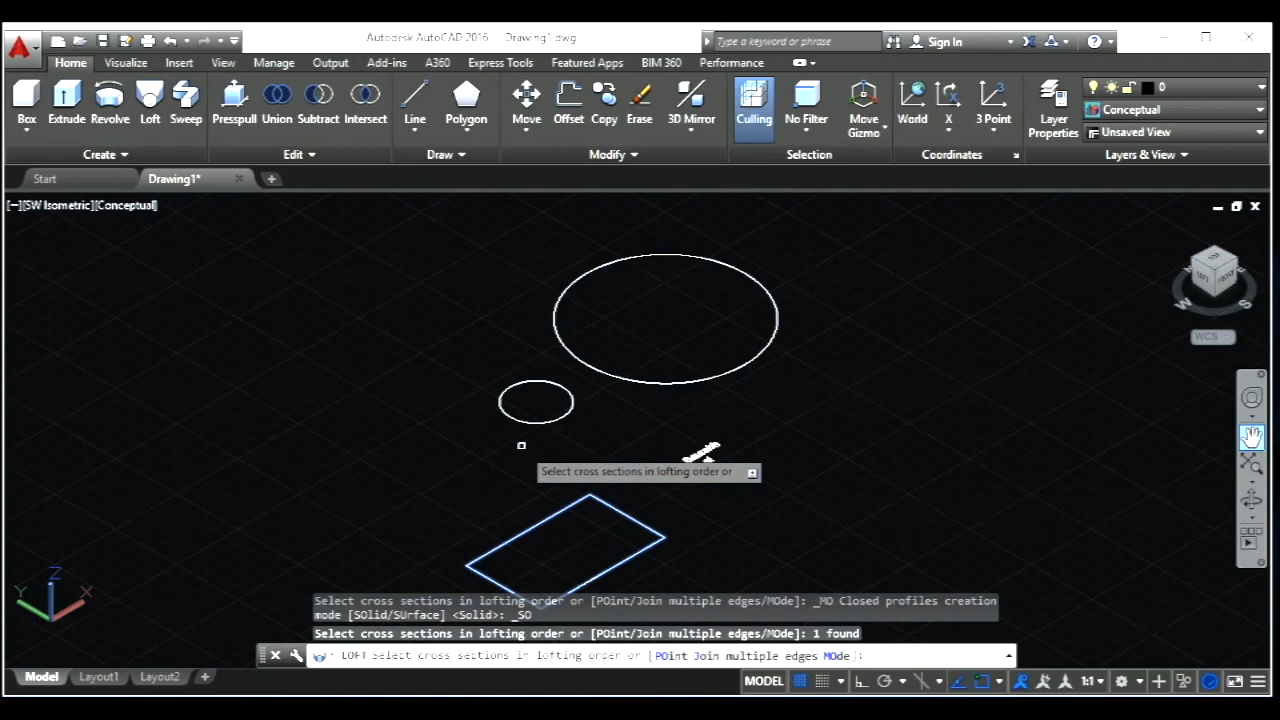 Autodesk AutoCAD 2016 Drawing1.dwg
Type a keyword or phrase
Sign In
Home Visualize Insert View Manage Output Add-ins A360 Express Tools Featured Apps BIM 360 Performance
Box Extrude Revolve Loft Sweep Presspull Union Subtract Intersect Line Polygon Move Offset Copy Erase 3D Mirror Culling No Filter Move Gizmo World X 3 Point Layer Properties
0
Conceptual
Unsaved View
Create Edit Draw Modify Selection Coordinates Layers & View
Start Drawing1* +
[−][SW Isometric][Conceptual]
TOP
LEFT FRONT
W S
WCS
Select cross sections in lofting order or
Z
Y X
Select cross sections in lofting order or [POint/Join multiple edges/MOde]: _MO Closed profiles creation
mode [SOlid/SUrface] <Solid>: _SO
Select cross sections in lofting order or [POint/Join multiple edges/MOde]: 1 found
LOFT Select cross sections in lofting order or [POint Join multiple edges MOde]:
Model Layout1 Layout2 + MODEL 1:1